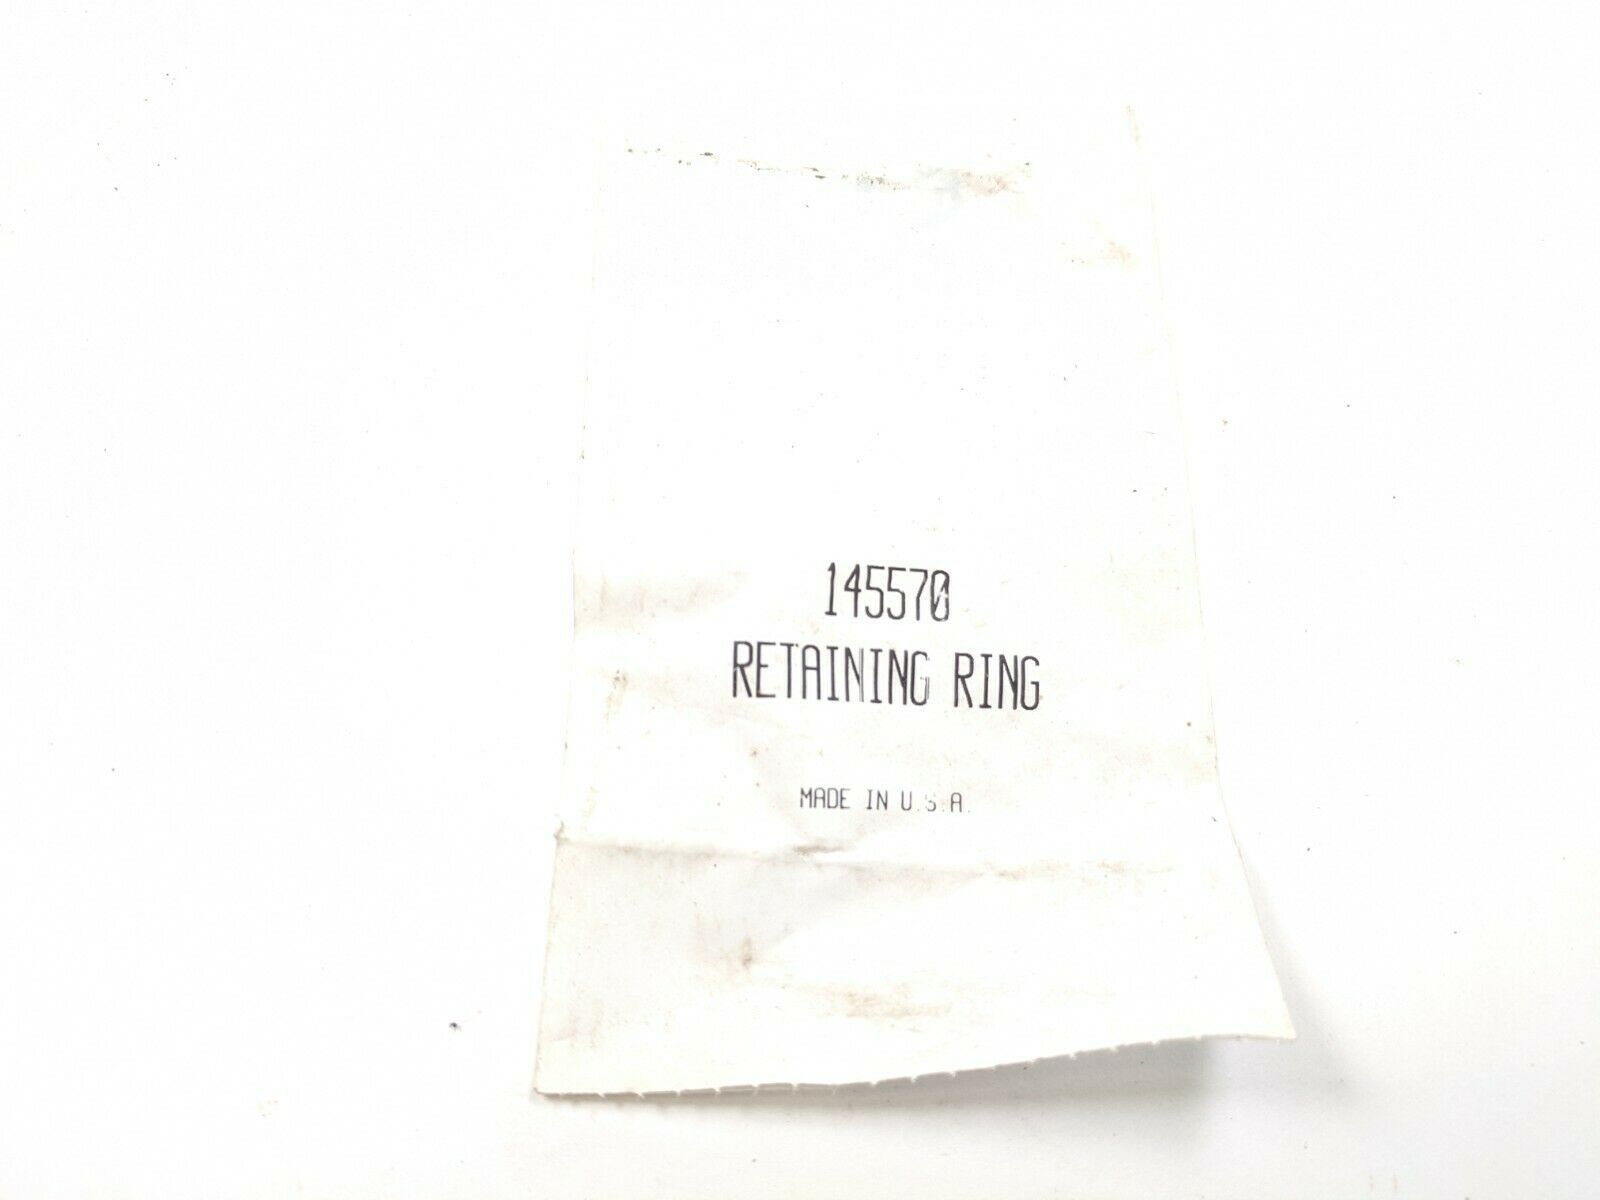 145570
RETAINING RING
MADE IN U.S.A.